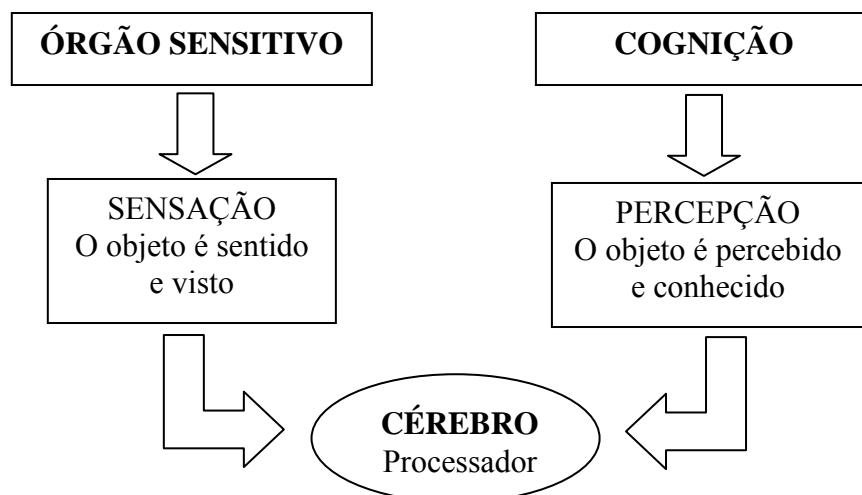 ÓRGÃO SENSITIVO
COGNIÇÃO
SENSAÇÃO
O objeto é sentido
e visto
PERCEPÇÃO
O objeto é percebido
e conhecido
CÉREBRO
Processador